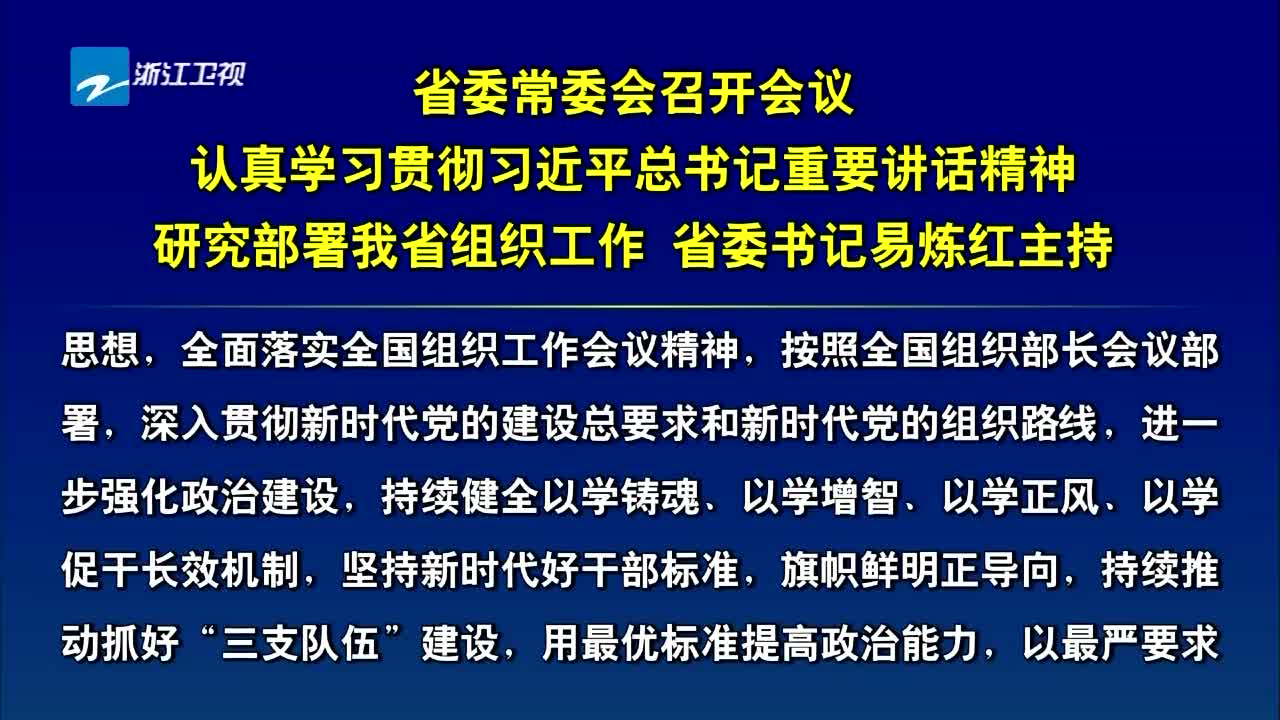 浙江卫视
省委常委会召开会议
认真学习贯彻习近平总书记重要讲话精神
研究部署我省组织工作 省委书记易炼红主持
思想，全面落实全国组织工作会议精神，按照全国组织部长会议部
署，深入贯彻新时代党的建设总要求和新时代党的组织路线，进一
步强化政治建设，持续健全以学铸魂、以学增智、以学正风、以学
促干长效机制，坚持新时代好干部标准，旗帜鲜明正导向，持续推
动抓好“三支队伍”建设，用最优标准提高政治能力，以最严要求